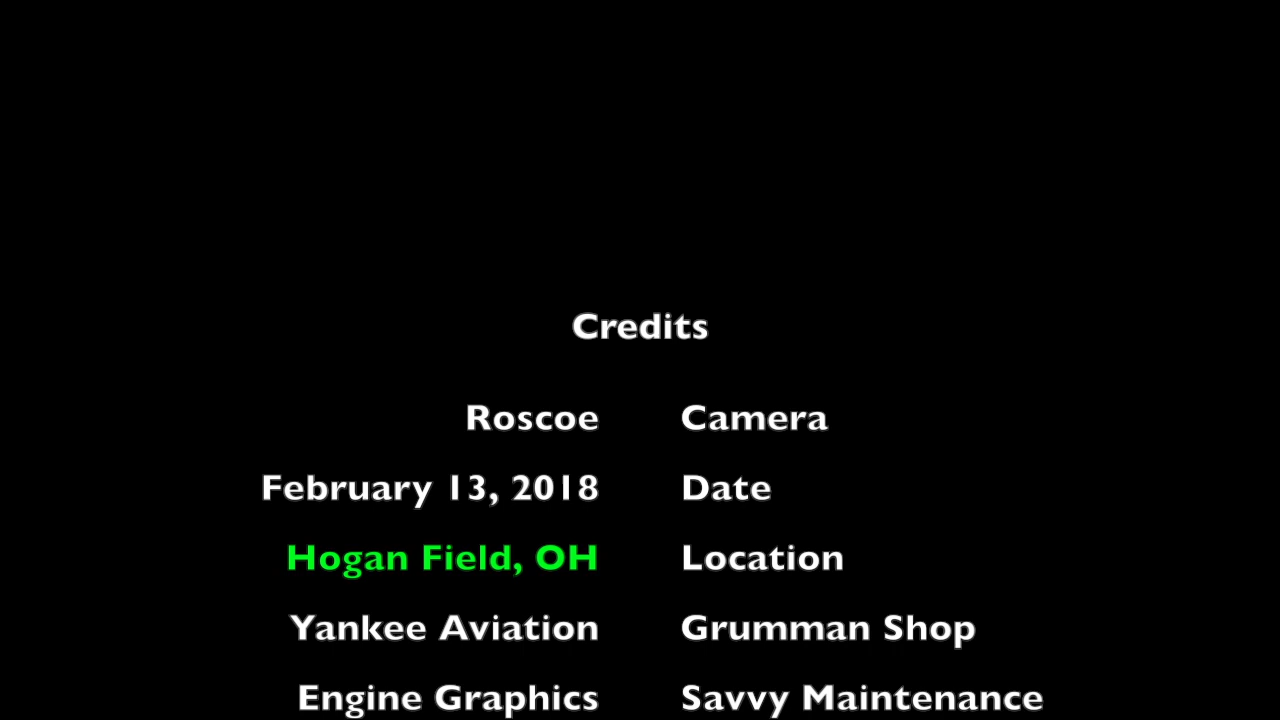 Credits
Roscoe Camera
February 13, 2018 Date
Hogan Field, OH Location
Yankee Aviation Grumman Shop
Engine Graphics Savvy Maintenance